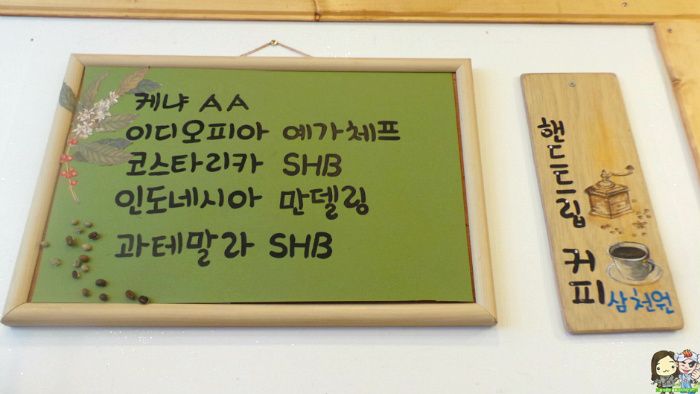 케냐 AA
이디오피아 예가체프
코스타리카 SHB
인도네시아 만델링
과테말라 SHB
핸드드립 커피
삼천원